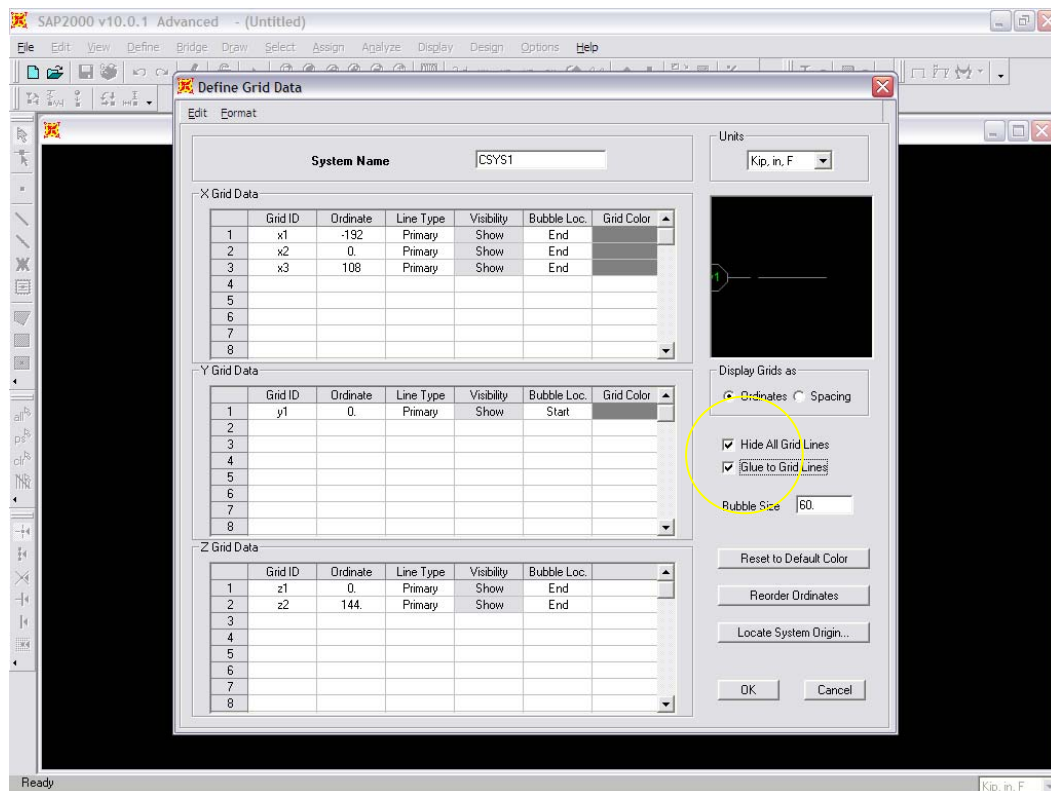 SAP2000 v10.0.1 Advanced - (Untitled)
File Edit View Define Bridge Draw Select Assign Analyze Display Design Options Help
Define Grid Data
Edit Format
System Name CSYS1
Units
Kip, in, F
X Grid Data
Grid ID Ordinate Line Type Visibility Bubble Loc. Grid Color
1 x1 -192 Primary Show End
2 x2 0. Primary Show End
3 x3 108 Primary Show End
4
5
6
7
8
1
Y Grid Data
Grid ID Ordinate Line Type Visibility Bubble Loc. Grid Color
1 y1 0. Primary Show Start
2
3
4
5
6
7
8
Display Grids as
Ordinates Spacing
Hide All Grid Lines
Glue to Grid Lines
Bubble Size 60.
Z Grid Data
Grid ID Ordinate Line Type Visibility Bubble Loc.
1 z1 0. Primary Show End
2 z2 144. Primary Show End
3
4
5
6
7
8
Reset to Default Color
Reorder Ordinates
Locate System Origin...
OK Cancel
all
ps
clr
Ready
Kip, in, F